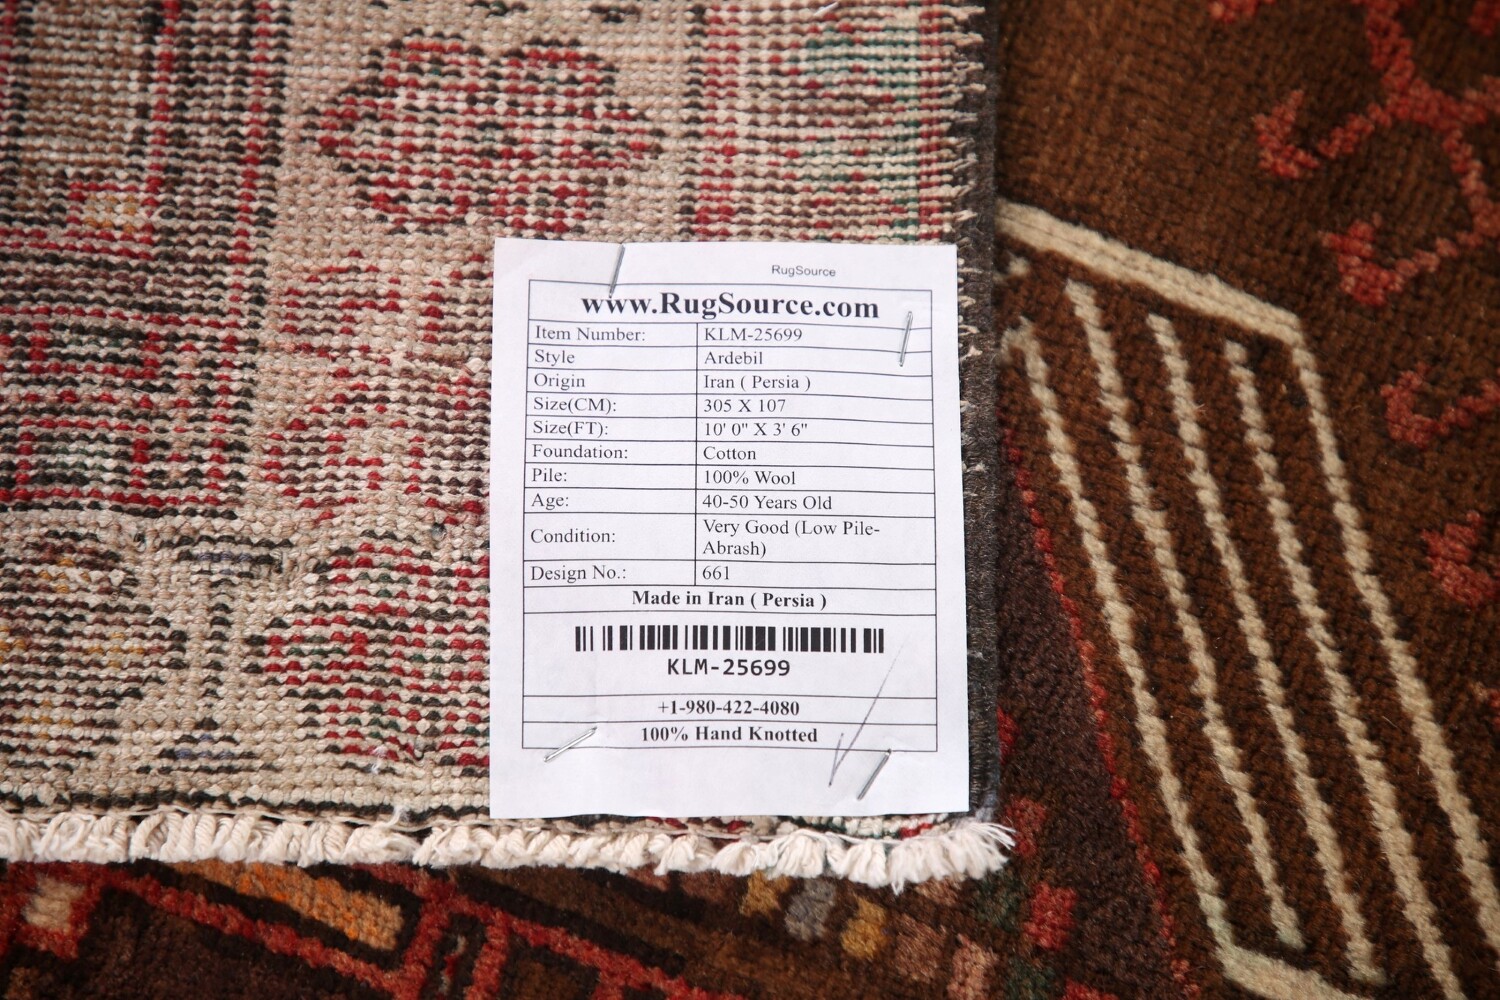 RugSource
www.RugSource.com
Item Number: KLM-25699
Style Ardebil
Origin Iran ( Persia )
Size(CM): 305 X 107
Size(FT): 10' 0" X 3' 6"
Foundation: Cotton
Pile: 100% Wool
Age: 40-50 Years Old
Condition: Very Good (Low Pile-
Abrash)
Design No.: 661
Made in Iran ( Persia )
KLM-25699
+1-980-422-4080
100% Hand Knotted